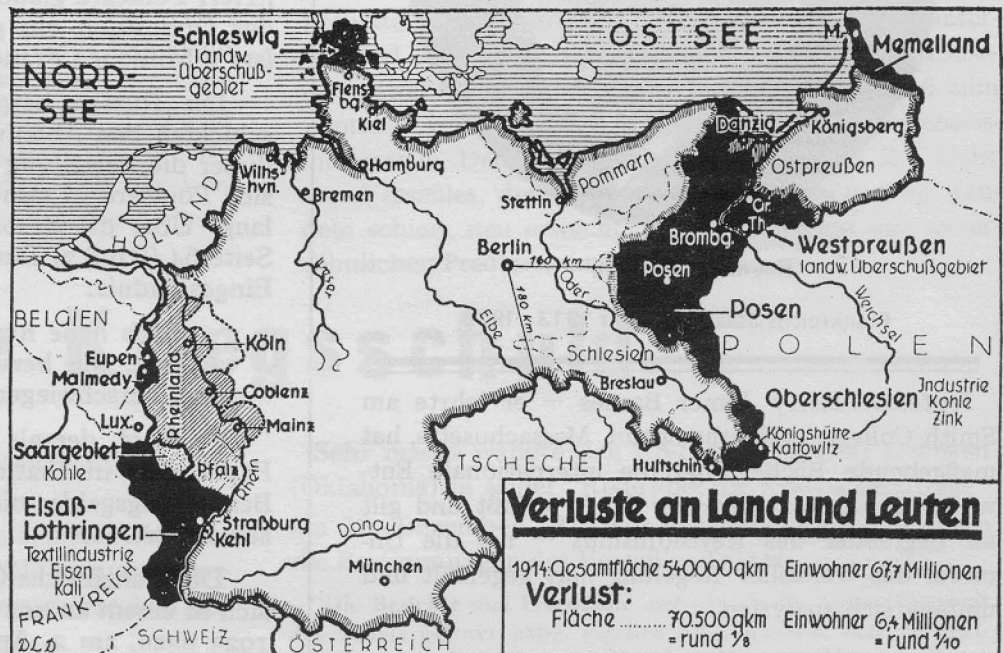 OSTSEE
NORD-
SEE
Schleswig
landw.
Überschuß-
gebiet
Flens
bg.
Kiel
M.
Memelland
Danzig
Königsberg
Ostpreußen
Pommern
Wilhs
hvn.
Hamburg
Bremen
Stettin
HOLLAND
Gr.
Th.
Brombg.
Westpreußen
landw. Überschußgebiet
Berlin
160 km
180 km
Posen
Posen
Weser
Elbe
Oder
Weichsel
POLEN
BELGIEN
Köln
Eupen
Malmedy
Rheinland
Coblenz
Lux.
Mainz
Saargebiet
Kohle
Pfalz
Rhein
Schlesien
Breslau
Oberschlesien
Industrie
Kohle
Zink
Königshütte
Kattowitz
Hultschin
TSCHECHEI
Elsaß-
Lothringen
Textilindustrie
Eisen
Kali
Straßburg
Kehl
Donau
München
FRANKREICH
DLD
SCHWEIZ
ÖSTERREICH
Verluste an Land und Leuten
1914: Gesamtfläche 540000 qkm Einwohner 67,7 Millionen
Verlust:
Fläche ......... 70.500 qkm Einwohner 6,4 Millionen
= rund 1/8 = rund 1/10